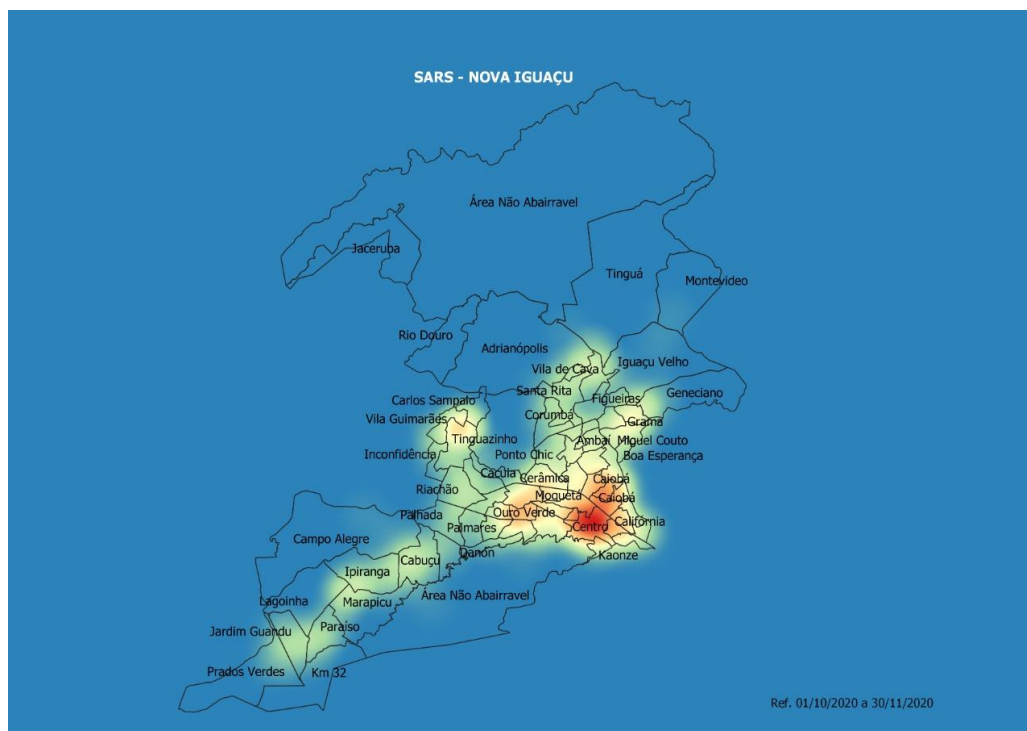 SARS - NOVA IGUAÇU
Área Não Abairravel
Jaceruba
Tinguá
Montevideo
Rio Douro
Adrianópolis
Iguaçu Velho
Vila de Cava
Santa Rita
Geneciano
Figueiras
Carlos Sampaio
Corumbá
Vila Guimarães
Grama
Tinguazinho
Ambaí
Miguel Couto
Inconfidência
Ponto Chic
Boa Esperança
Cacuia
Cerâmica
Caiobá
Riachão
Moquetá
Caiobá
Palhada
Ouro Verde
Centro
Califórnia
Palmares
Campo Alegre
Danón
Kaonze
Cabuçu
Ipiranga
Área Não Abairravel
Lagoinha
Marapicu
Jardim Guandu
Paraíso
Prados Verdes
Km 32
Ref. 01/10/2020 a 30/11/2020